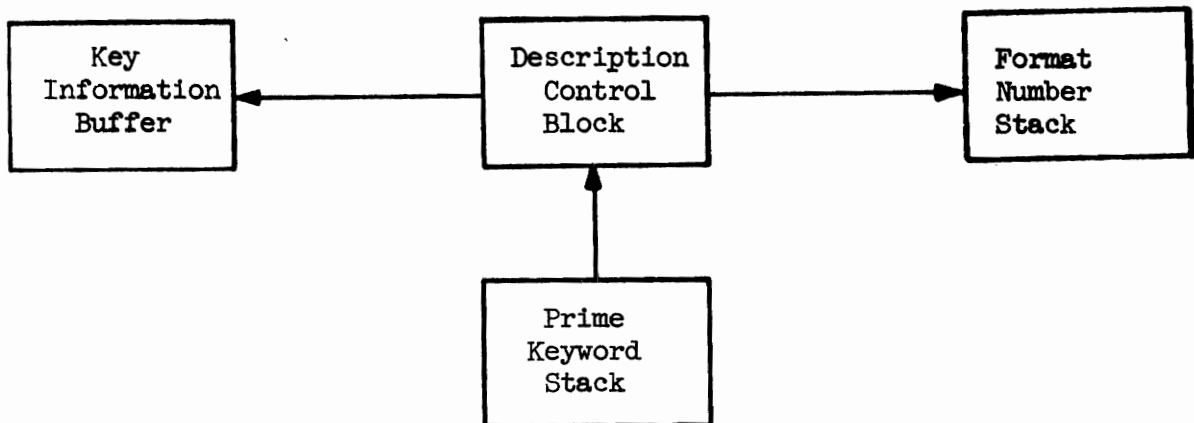 Key
Information
Buffer
Description
Control
Block
Format
Number
Stack
Prime
Keyword
Stack